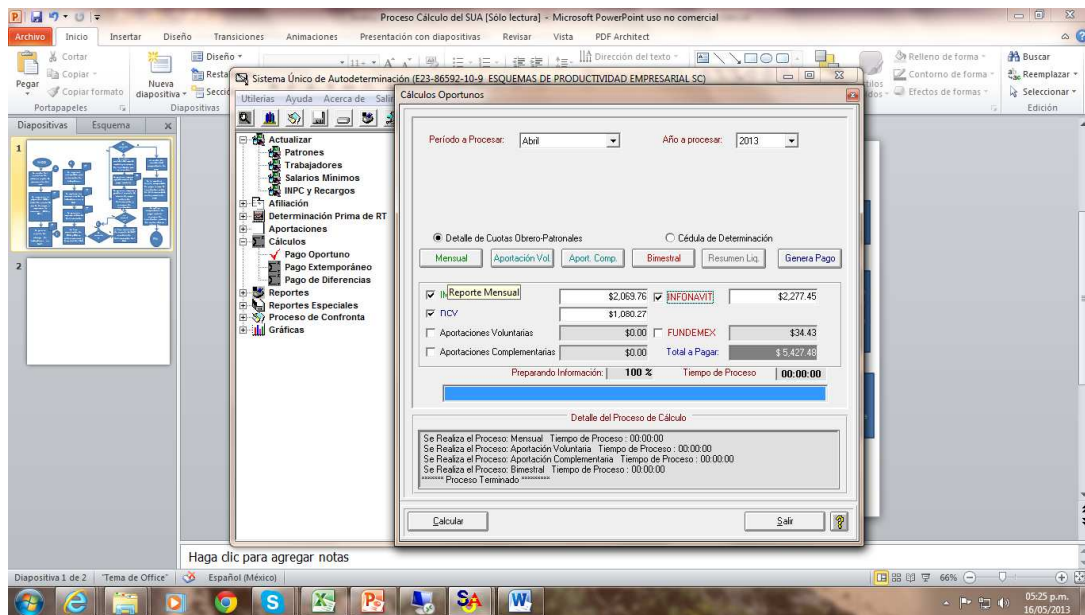 Proceso Cálculo del SUA [Sólo lectura] - Microsoft PowerPoint uso no comercial
Archivo Inicio Insertar Diseño Transiciones Animaciones Presentación con diapositivas Revisar Vista PDF Architect
Cortar
Copiar
Copiar formato
Pegar
Portapapeles
Nueva diapositiva
Diseño
Diapositivas
Dirección del texto
Relleno de forma
Contorno de forma
Efectos de formas
Buscar
Reemplazar
Seleccionar
Edición
Diapositivas Esquema
1
2
Sistema Único de Autodeterminación (E23-86592-10-9 ESQUEMAS DE PRODUCTIVIDAD EMPRESARIAL SC)
Utilerias Ayuda Acerca de
Actualizar
Patrones
Trabajadores
Salarios Minimos
INPC y Recargos
Afiliación
Determinación Prima de RT
Aportaciones
Cálculos
Pago Oportuno
Pago Extemporáneo
Pago de Diferencias
Reportes
Reportes Especiales
Proceso de Confronta
Gráficas
Cálculos Oportunos
Período a Procesar: Abril Año a procesar: 2013
Detalle de Cuotas Obrero-Patronales Cédula de Determinación
Mensual Aportación Vol Aport. Comp. Bimestral Resumen Liq. Genera Pago
Reporte Mensual $2,069.76 INFONAVIT $2,277.45
RCV $1,080.27
Aportaciones Voluntarias $0.00 FUNDEMEX $34.43
Aportaciones Complementarias $0.00 Total a Pagar: $ 5,427.48
Preparando Información: 100 % Tiempo de Proceso 00:00:00
Detalle del Proceso de Cálculo
Se Realiza el Proceso: Mensual Tiempo de Proceso : 00:00:00
Se Realiza el Proceso: Aportación Voluntaria Tiempo de Proceso : 00:00:00
Se Realiza el Proceso: Aportación Complementaria Tiempo de Proceso : 00:00:00
Se Realiza el Proceso: Bimestral Tiempo de Proceso : 00:00:00
******* Proceso Terminado *********
Calcular Salir
Haga clic para agregar notas
Diapositiva 1 de 2 "Tema de Office" Español (México) 66%
05:25 p.m.
16/05/2013